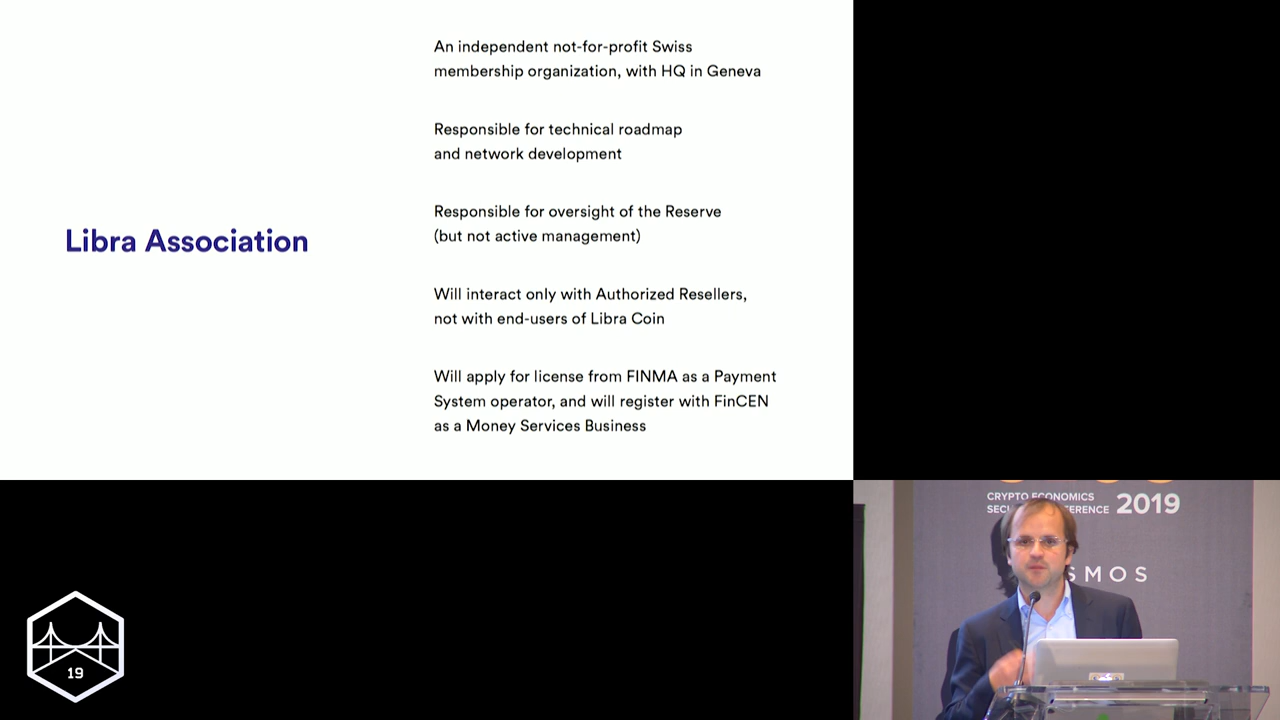 An independent not-for-profit Swiss
membership organization, with HQ in Geneva
Responsible for technical roadmap
and network development
Libra Association
Responsible for oversight of the Reserve
(but not active management)
Will interact only with Authorized Resellers,
not with end-users of Libra Coin
Will apply for license from FINMA as a Payment
System operator, and will register with FinCEN
as a Money Services Business
CRYPTO ECONOMICS
2019
SMOS
19